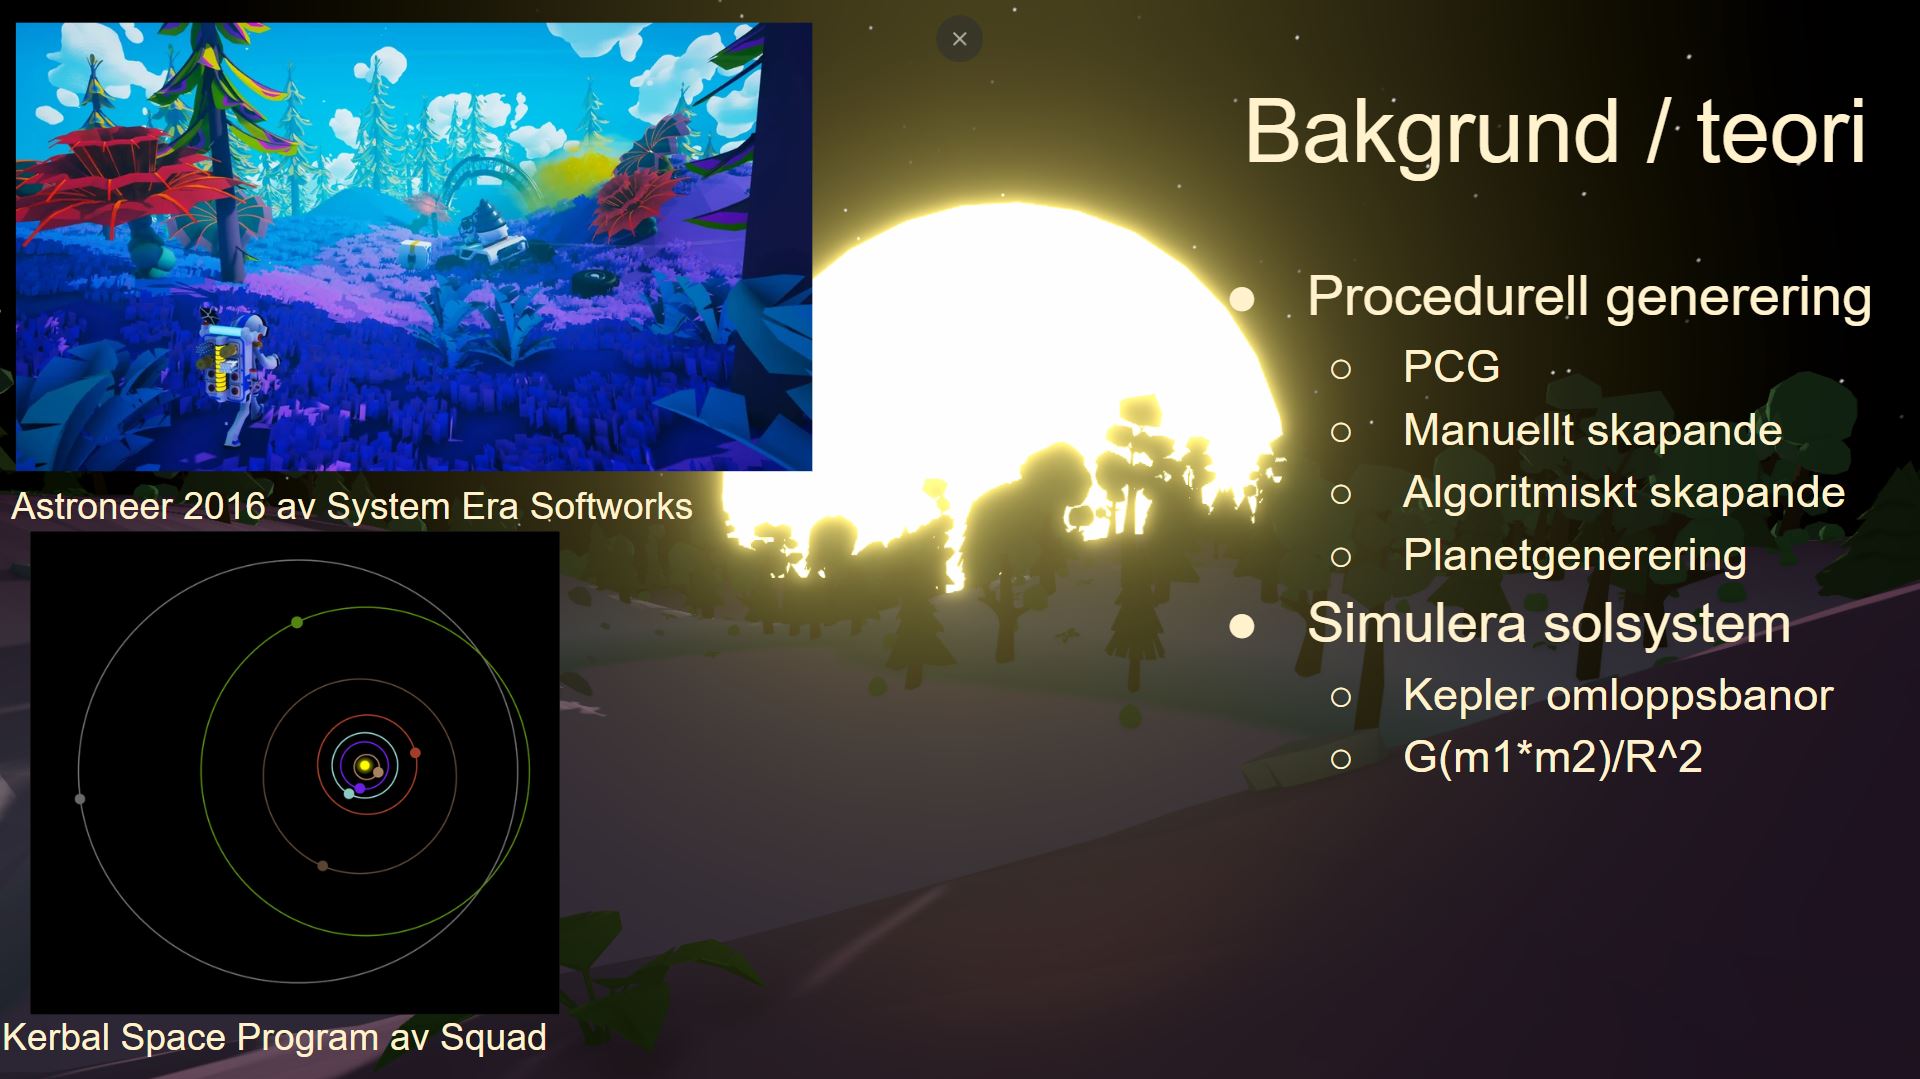 Bakgrund / teori
Procedurell generering
PCG
Manuellt skapande
Algoritmiskt skapande
Planetgenerering
Simulera solsystem
Kepler omloppsbanor
G(m1*m2)/R^2
Astroneer 2016 av System Era Softworks
Kerbal Space Program av Squad